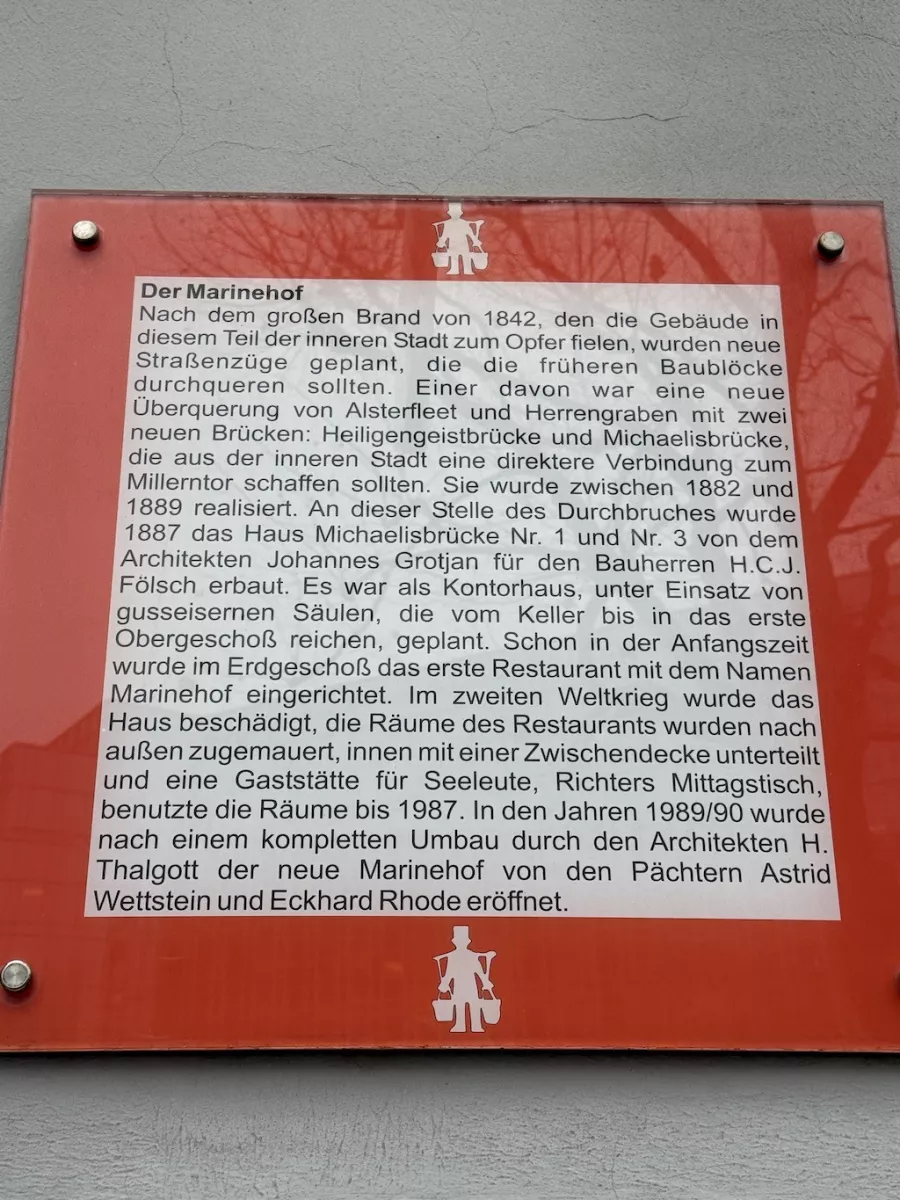 Der Marinehof
Nach dem großen Brand von 1842, den die Gebäude in
diesem Teil der inneren Stadt zum Opfer fielen, wurden neue
Straßenzüge geplant, die die früheren Baublöcke
durchqueren sollten. Einer davon war eine neue
Überquerung von Alsterfleet und Herrengraben mit zwei
neuen Brücken: Heiligengeistbrücke und Michaelisbrücke,
die aus der inneren Stadt eine direktere Verbindung zum
Millerntor schaffen sollten. Sie wurde zwischen 1882 und
1889 realisiert. An dieser Stelle des Durchbruches wurde
1887 das Haus Michaelisbrücke Nr. 1 und Nr. 3 von dem
Architekten Johannes Grotjan für den Bauherren H.C.J.
Fölsch erbaut. Es war als Kontorhaus, unter Einsatz von
gusseisernen Säulen, die vom Keller bis in das erste
Obergeschoß reichen, geplant. Schon in der Anfangszeit
wurde im Erdgeschoß das erste Restaurant mit dem Namen
Marinehof eingerichtet. Im zweiten Weltkrieg wurde das
Haus beschädigt, die Räume des Restaurants wurden nach
außen zugemauert, innen mit einer Zwischendecke unterteilt
und eine Gaststätte für Seeleute, Richters Mittagstisch,
benutzte die Räume bis 1987. In den Jahren 1989/90 wurde
nach einem kompletten Umbau durch den Architekten H.
Thalgott der neue Marinehof von den Pächtern Astrid
Wettstein und Eckhard Rhode eröffnet.